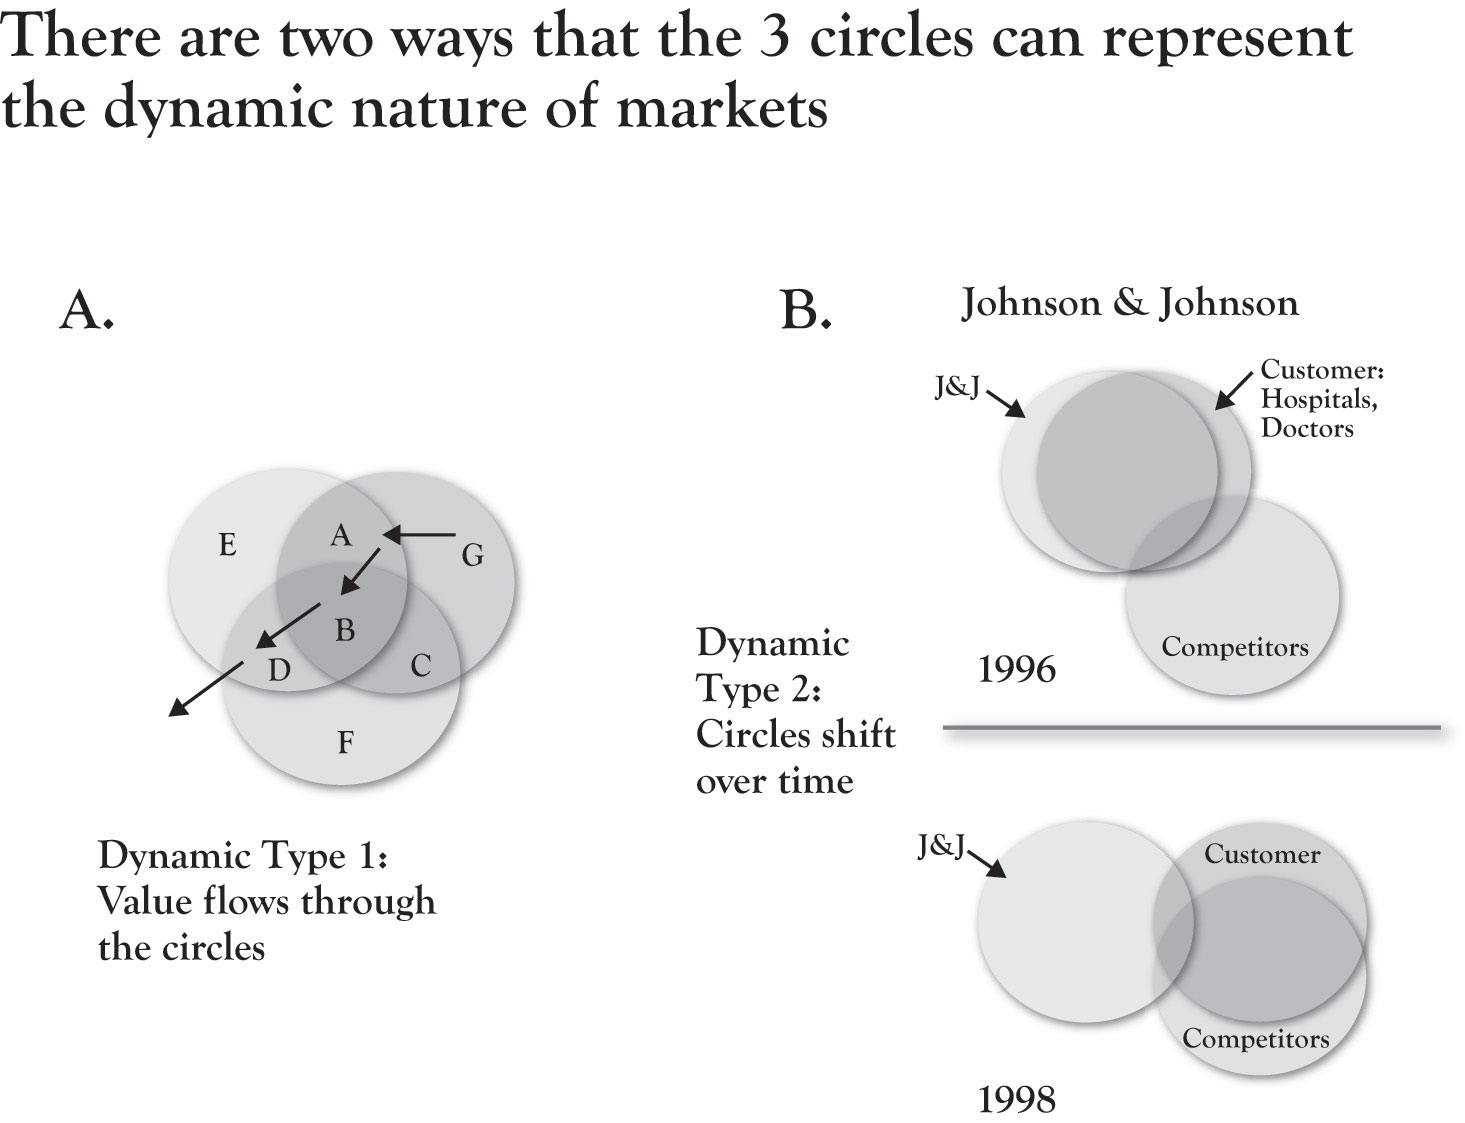 There are two ways that the 3 circles can represent
the dynamic nature of markets
A.
E
A
G
B
D
C
F
Dynamic Type 1:
Value flows through
the circles
B.
Johnson & Johnson
J&J
Customer:
Hospitals,
Doctors
Competitors
1996
Dynamic
Type 2:
Circles shift
over time
J&J
Customer
Competitors
1998